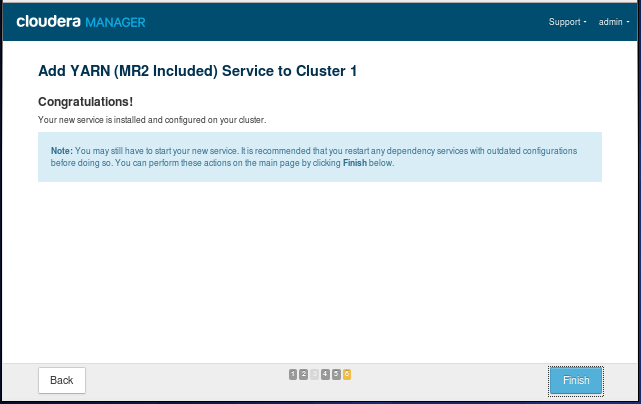 cloudera MANAGER
Support
admin
Add YARN (MR2 Included) Service to Cluster 1
Congratulations!
Your new service is installed and configured on your cluster.
Note: You may still have to start your new service. It is recommended that you restart any dependency services with outdated configurations
before doing so. You can perform these actions on the main page by clicking Finish below.
Back
1 2 3 4 5 6
Finish